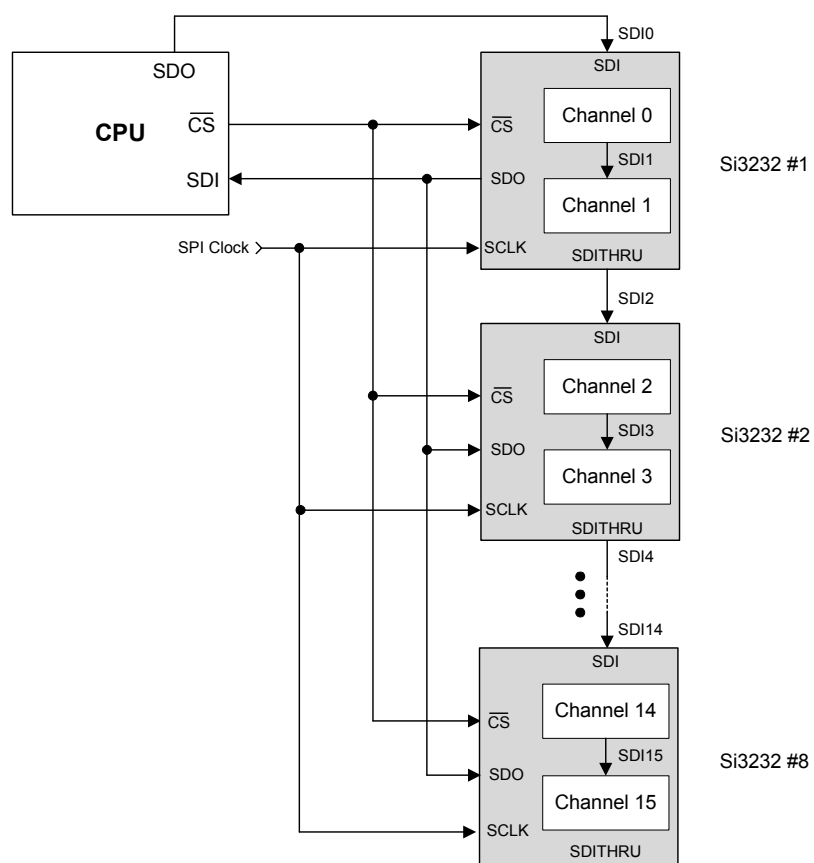 SDI0
SDO
SDI
CPU
CS
CS
Channel 0
SDI1
Si3232 #1
SDI
SDO
Channel 1
SPI Clock
SCLK
SDITHRU
SDI2
SDI
Channel 2
CS
SDI3
Si3232 #2
SDO
Channel 3
SCLK
SDITHRU
SDI4
SDI14
SDI
Channel 14
CS
SDI15
Si3232 #8
SDO
Channel 15
SCLK
SDITHRU